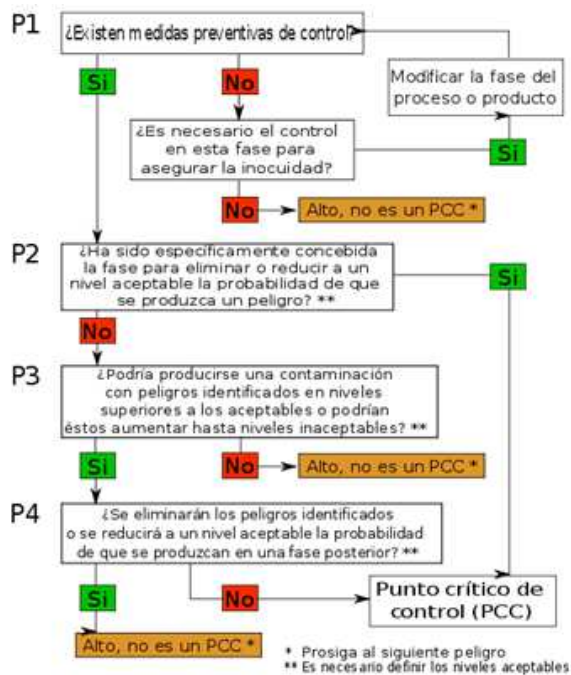 P1
¿Existen medidas preventivas de control?
Si
No
Modificar la fase del
proceso o producto
¿Es necesario el control
en esta fase para
asegurar la inocuidad?
Si
No
Alto, no es un PCC *
P2
¿Ha sido específicamente concebida
la fase para eliminar o reducir a un
nivel aceptable la probabilidad de que
se produzca un peligro? **
Si
No
P3
¿Podría producirse una contaminación
con peligros identificados en niveles
superiores a los aceptables o podrían
éstos aumentar hasta niveles inaceptables? **
Si
No
Alto, no es un PCC *
P4
¿Se eliminarán los peligros identificados
o se reducirá a un nivel aceptable la probabilidad
de que se produzcan en una fase posterior? **
Si
No
Punto crítico de
control (PCC)
Alto, no es un PCC *
* Prosiga al siguiente peligro
** Es necesario definir los niveles aceptables